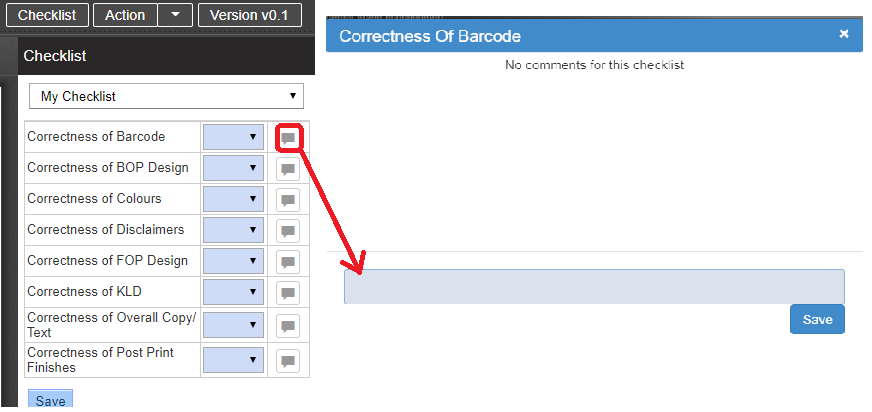 Checklist
Action
Version v0.1
Checklist
My Checklist
Correctness of Barcode
Correctness of BOP Design
Correctness of Colours
Correctness of Disclaimers
Correctness of FOP Design
Correctness of KLD
Correctness of Overall Copy/
Text
Correctness of Post Print
Finishes
Save
Correctness Of Barcode
×
No comments for this checklist
Save